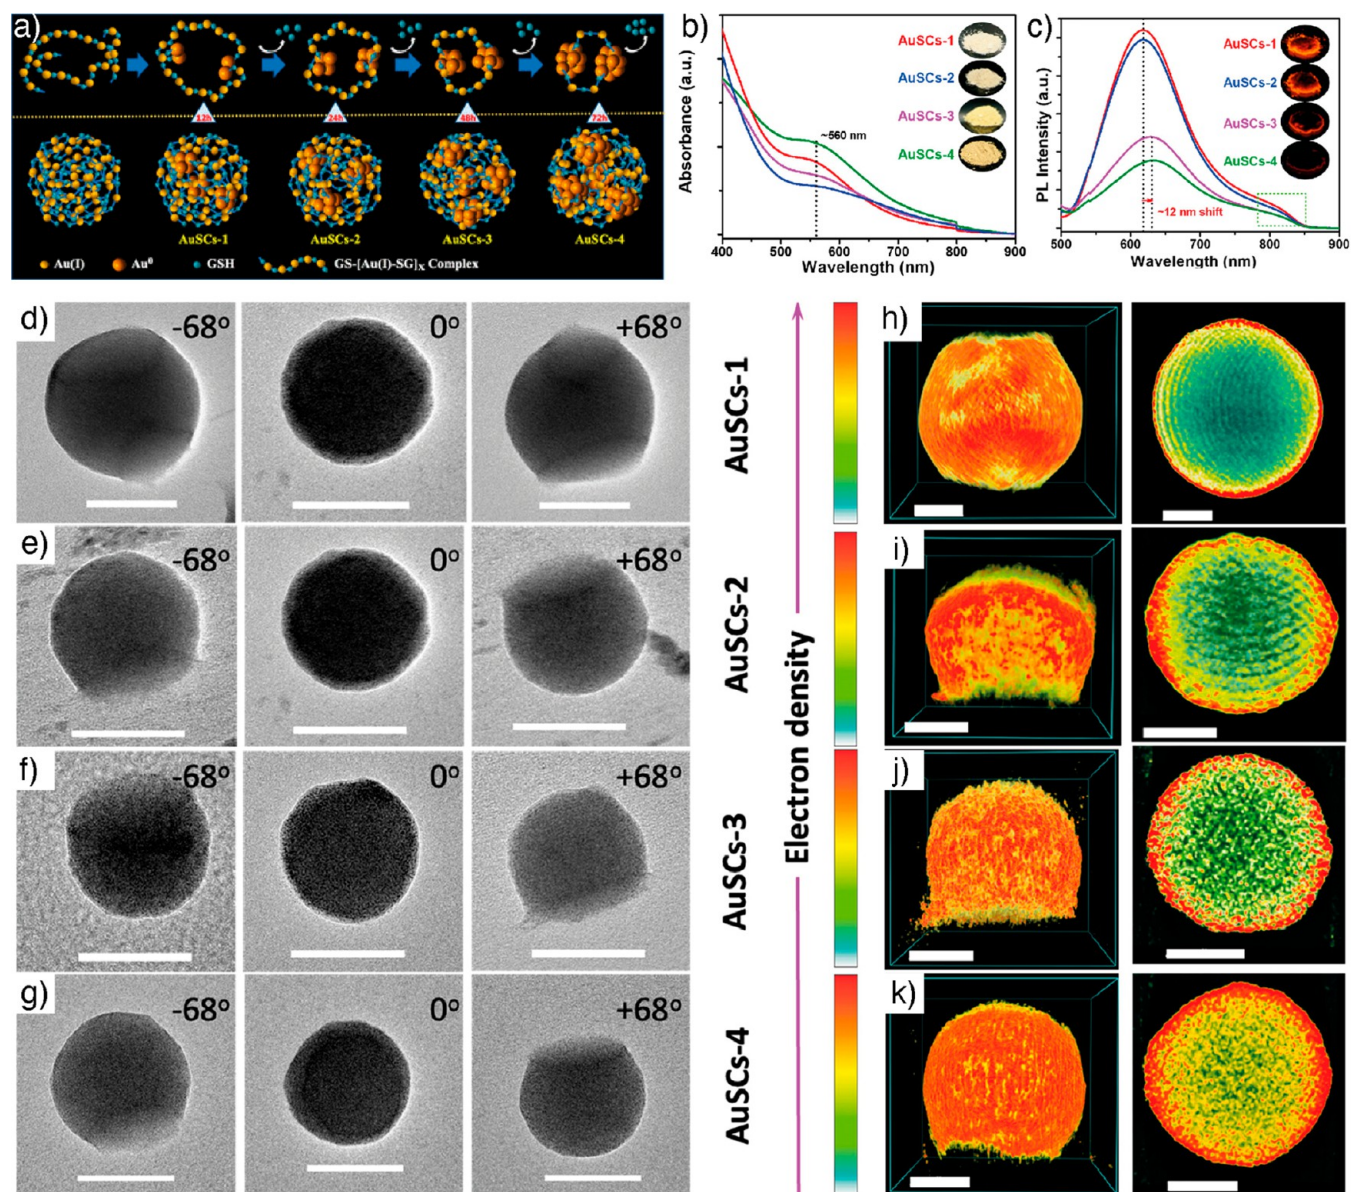 a)
12h
24h
48h
72h
AuSCs-1
AuSCs-2
AuSCs-3
AuSCs-4
Au(I)
Au⁰
GSH
GS-[Au(I)-SG]x Complex
b)
Absorbance (a.u.)
AuSCs-1
AuSCs-2
AuSCs-3
AuSCs-4
~560 nm
400
500
600
700
800
900
Wavelength (nm)
c)
PL Intensity (a.u.)
AuSCs-1
AuSCs-2
AuSCs-3
AuSCs-4
~12 nm shift
500
600
700
800
900
Wavelength (nm)
d)
-68º
0º
+68º
AuSCs-1
h)
e)
-68º
0º
+68º
AuSCs-2
i)
Electron density
f)
-68º
0º
+68º
AuSCs-3
j)
g)
-68º
0º
+68º
AuSCs-4
k)